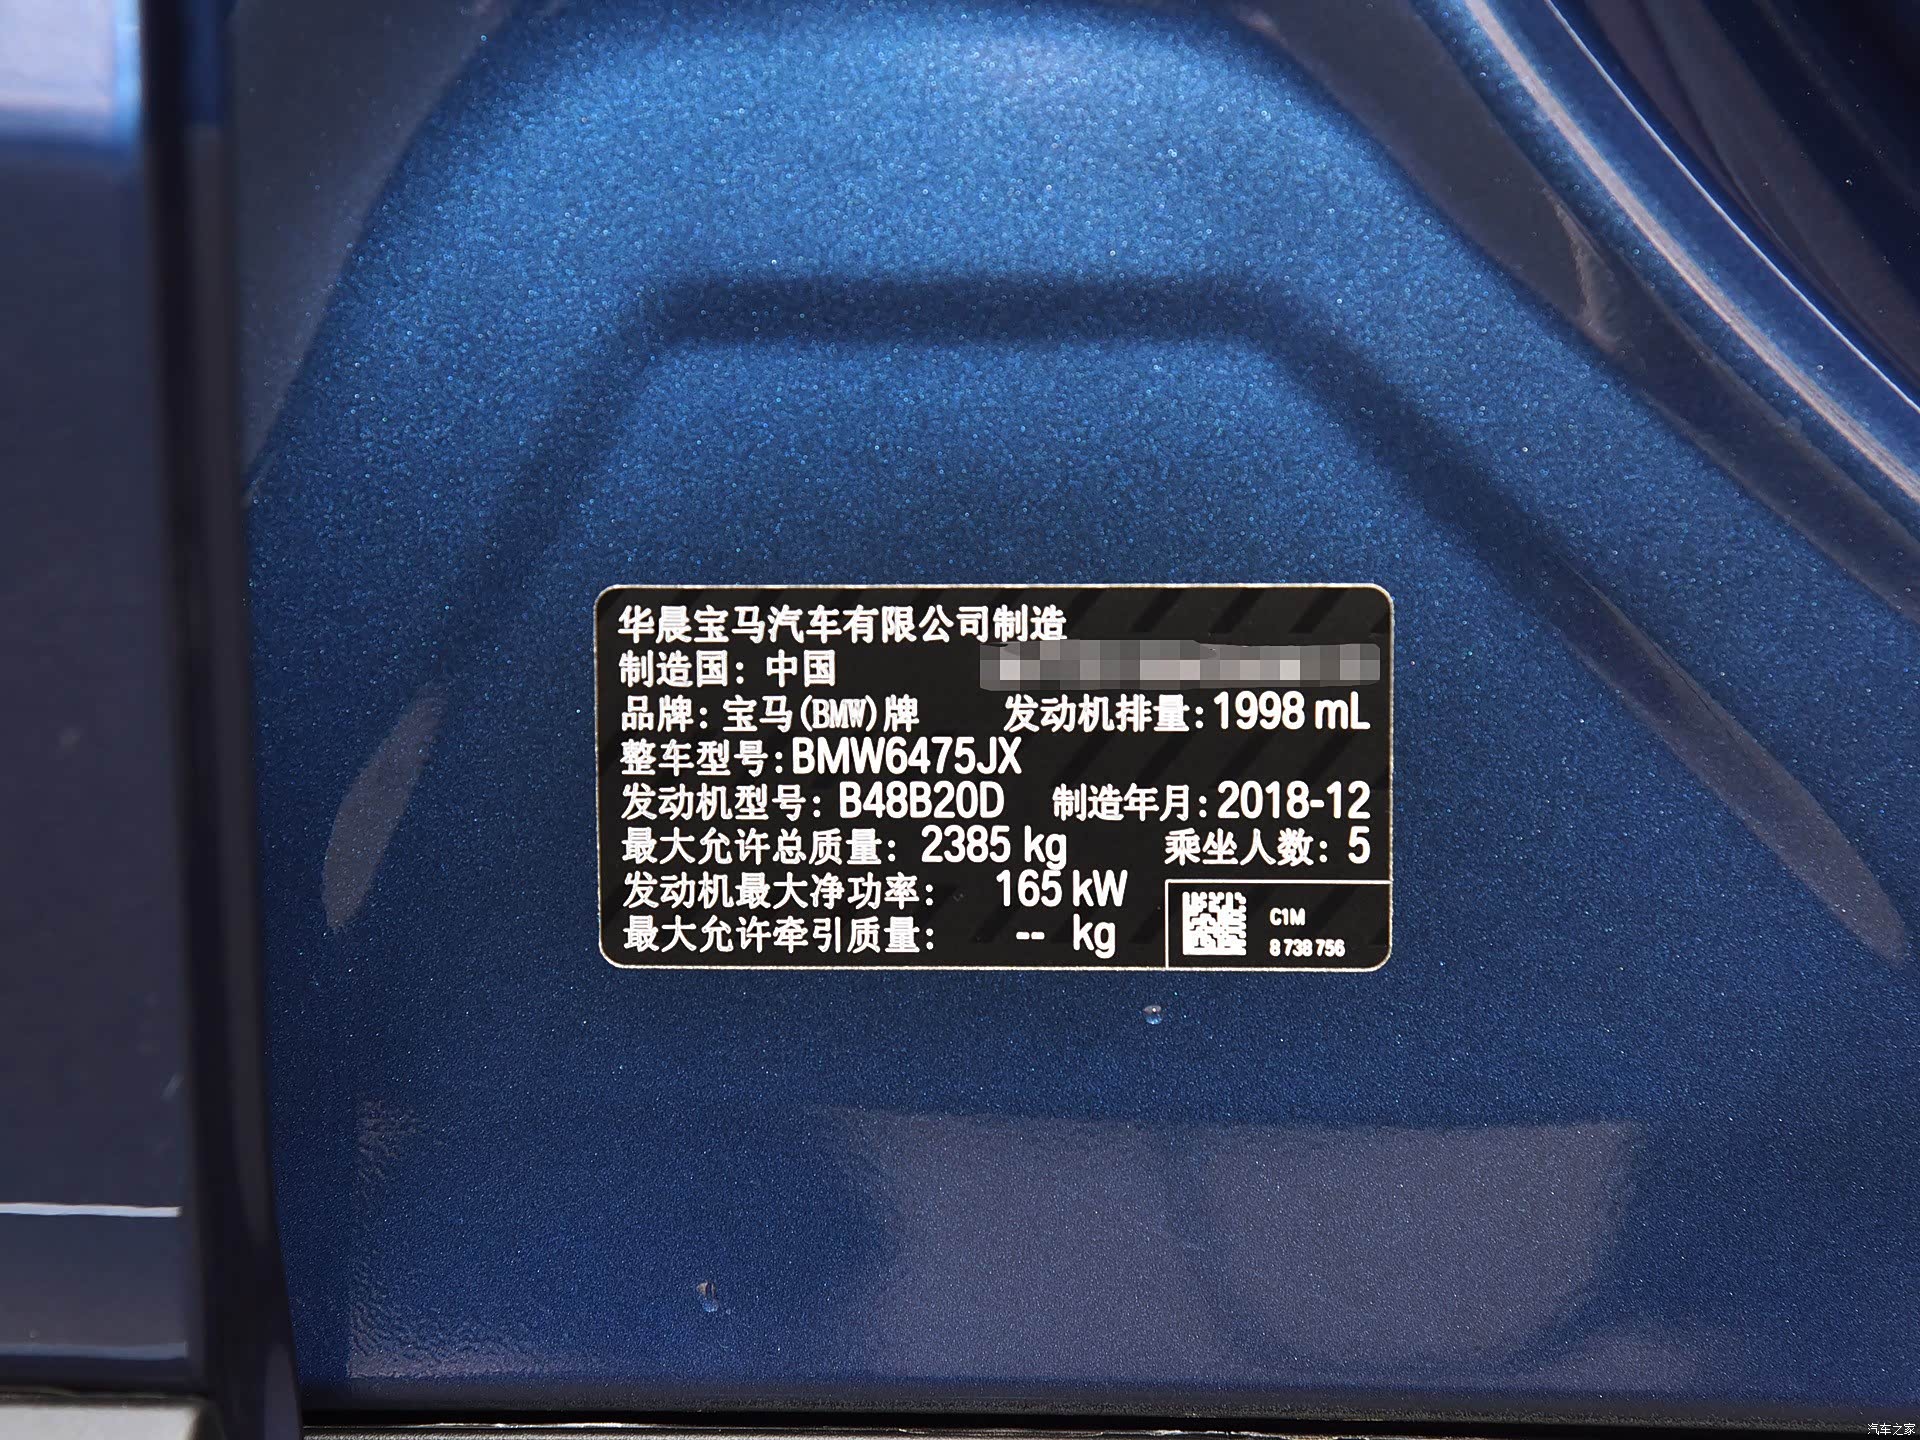 华晨宝马汽车有限公司制造
制造国：中国
品牌：宝马(BMW)牌 发动机排量：1998 mL
整车型号：BMW6475JX
发动机型号：B48B20D 制造年月：2018-12
最大允许总质量：2385 kg 乘坐人数：5
发动机最大净功率： 165 kW
最大允许牵引质量： -- kg
C1M
8 738 756
汽车之家